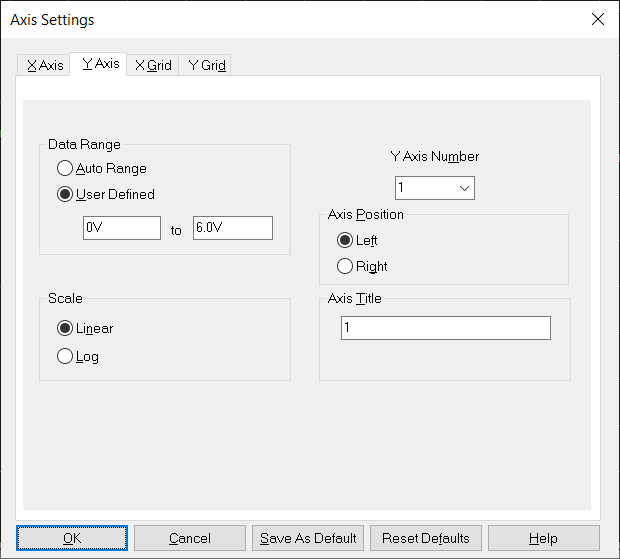 Axis Settings
X Axis Y Axis X Grid Y Grid
Data Range
Auto Range
User Defined
0V to 6.0V
Y Axis Number
1
Axis Position
Left
Right
Scale
Linear
Log
Axis Title
1
OK Cancel Save As Default Reset Defaults Help